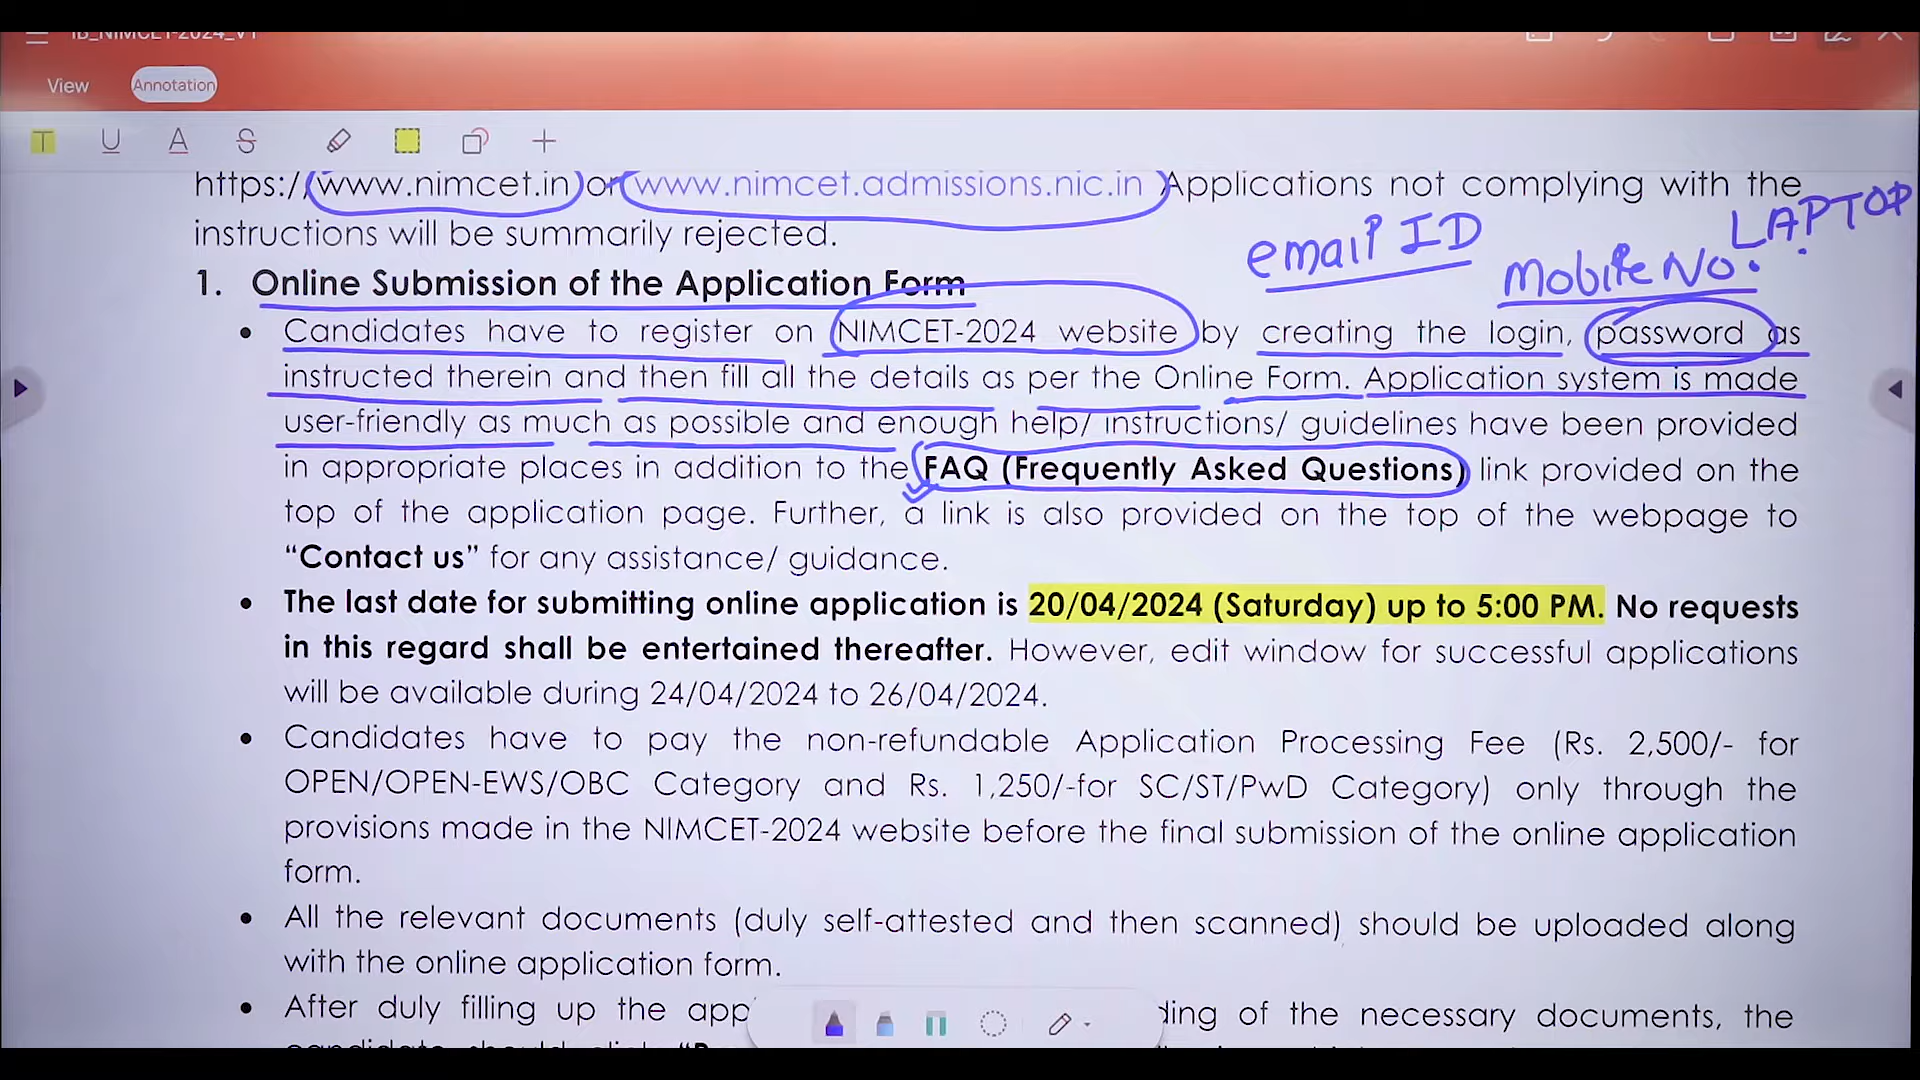 IB_NIMCET-2024_V1
View
Annotation
https://www.nimcet.in or www.nimcet.admissions.nic.in Applications not complying with the
instructions will be summarily rejected.
email ID
Mobile No.
LAPTOP
1. Online Submission of the Application Form
• Candidates have to register on NIMCET-2024 website by creating the login, password as
instructed therein and then fill all the details as per the Online Form. Application system is made
user-friendly as much as possible and enough help/ instructions/ guidelines have been provided
in appropriate places in addition to the FAQ (Frequently Asked Questions) link provided on the
top of the application page. Further, a link is also provided on the top of the webpage to
“Contact us” for any assistance/ guidance.
• The last date for submitting online application is 20/04/2024 (Saturday) up to 5:00 PM. No requests
in this regard shall be entertained thereafter. However, edit window for successful applications
will be available during 24/04/2024 to 26/04/2024.
• Candidates have to pay the non-refundable Application Processing Fee (Rs. 2,500/- for
OPEN/OPEN-EWS/OBC Category and Rs. 1,250/-for SC/ST/PwD Category) only through the
provisions made in the NIMCET-2024 website before the final submission of the online application
form.
• All the relevant documents (duly self-attested and then scanned) should be uploaded along
with the online application form.
• After duly filling up the app ding of the necessary documents, the
candidate should click